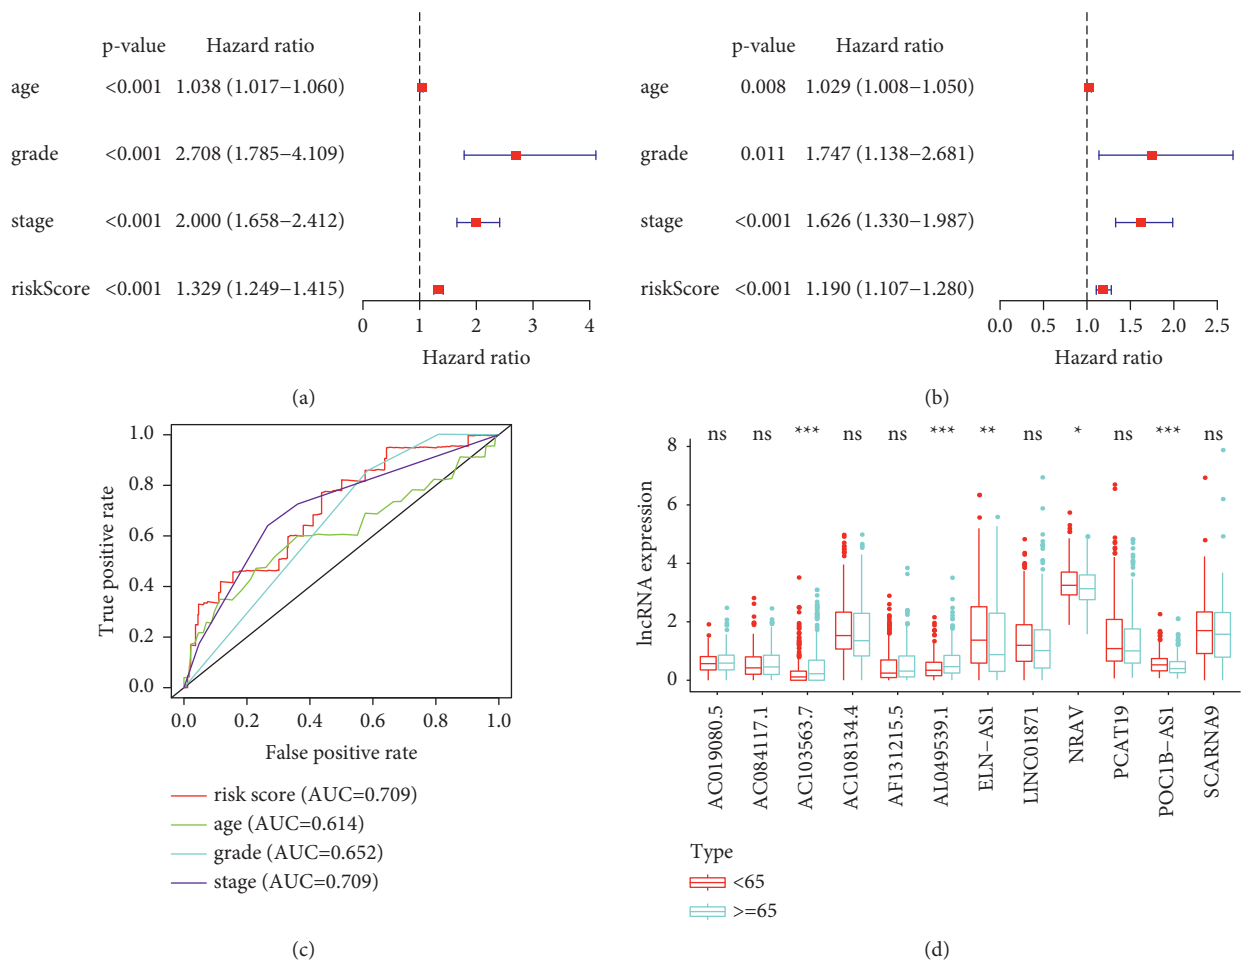 p-value Hazard ratio
age <0.001 1.038 (1.017−1.060)
grade <0.001 2.708 (1.785−4.109)
stage <0.001 2.000 (1.658−2.412)
riskScore <0.001 1.329 (1.249−1.415)
0 1 2 3 4
Hazard ratio
(a)
p-value Hazard ratio
age 0.008 1.029 (1.008−1.050)
grade 0.011 1.747 (1.138−2.681)
stage <0.001 1.626 (1.330−1.987)
riskScore <0.001 1.190 (1.107−1.280)
0.0 0.5 1.0 1.5 2.0 2.5
Hazard ratio
(b)
True positive rate
1.0
0.8
0.6
0.4
0.2
0.0
0.0 0.2 0.4 0.6 0.8 1.0
False positive rate
risk score (AUC=0.709)
age (AUC=0.614)
grade (AUC=0.652)
stage (AUC=0.709)
(c)
ns ns *** ns ns *** ** ns * ns *** ns
lncRNA expression
8
6
4
2
0
AC019080.5
AC084117.1
AC103563.7
AC108134.4
AF131215.5
AL049539.1
ELN−AS1
LINC01871
NRAV
PCAT19
POC1B−AS1
SCARNA9
Type
<65
>=65
(d)